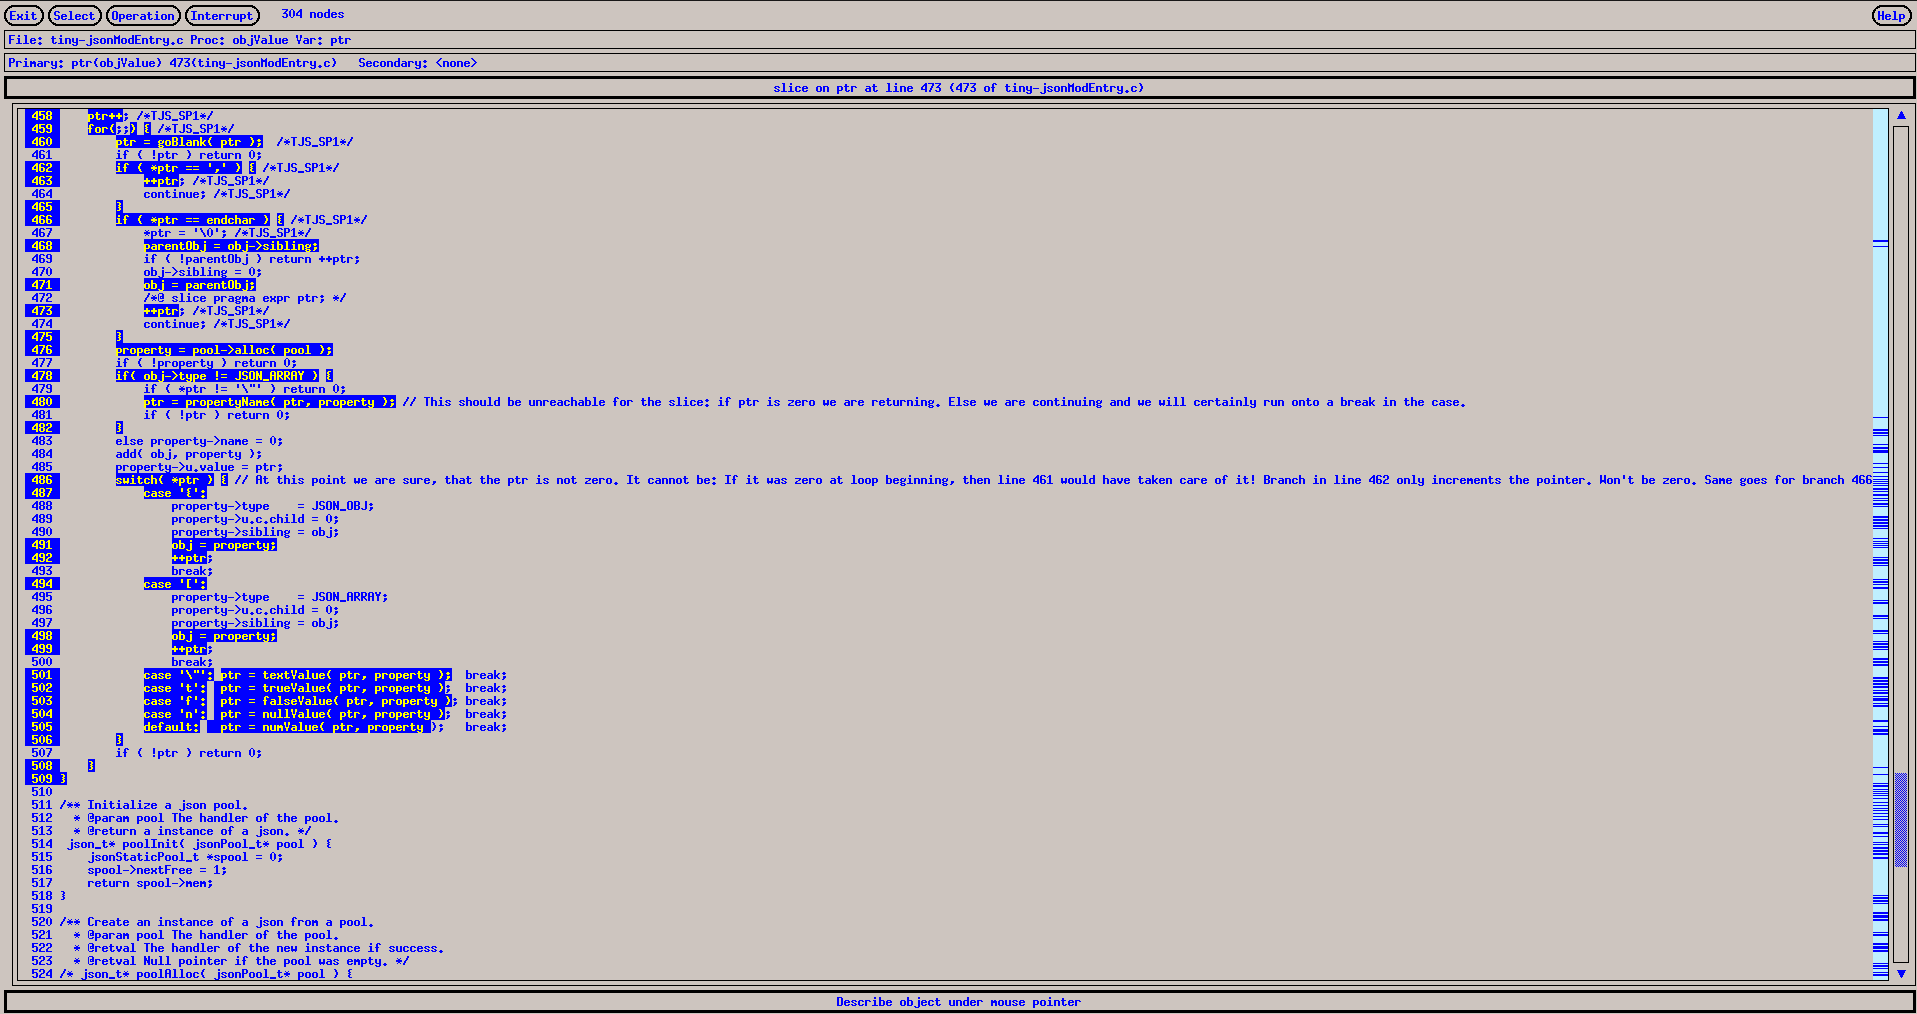 Exit Select Operation Interrupt 304 nodes Help
File: tiny-jsonModEntry.c Proc: objValue Var: ptr
Primary: ptr(objValue) 473(tiny-jsonModEntry.c) Secondary: <none>
slice on ptr at line 473 (473 of tiny-jsonModEntry.c)
458 ptr++; /*TJS_SP1*/
459 for(;;) { /*TJS_SP1*/
460 ptr = goBlank( ptr ); /*TJS_SP1*/
461 if ( !ptr ) return 0;
462 if ( *ptr == ',' ) { /*TJS_SP1*/
463 ++ptr; /*TJS_SP1*/
464 continue; /*TJS_SP1*/
465 }
466 if ( *ptr == endchar ) { /*TJS_SP1*/
467 *ptr = '\0'; /*TJS_SP1*/
468 parentObj = obj->sibling;
469 if ( !parentObj ) return ++ptr;
470 obj->sibling = 0;
471 obj = parentObj;
472 /*@ slice pragma expr ptr; */
473 ++ptr; /*TJS_SP1*/
474 continue; /*TJS_SP1*/
475 }
476 property = pool->alloc( pool );
477 if ( !property ) return 0;
478 if( obj->type != JSON_ARRAY ) {
479 if ( *ptr != '\"' ) return 0;
480 ptr = propertyName( ptr, property ); // This should be unreachable for the slice: if ptr is zero we are returning. Else we are continuing and we will certainly run onto a break in the case.
481 if ( !ptr ) return 0;
482 }
483 else property->name = 0;
484 add( obj, property );
485 property->u.value = ptr;
486 switch( *ptr ) { // At this point we are sure, that the ptr is not zero. It cannot be: If it was zero at loop beginning, then line 461 would have taken care of it! Branch in line 462 only increments the pointer. Won't be zero. Same goes for branch 466
487 case '{':
488 property->type = JSON_OBJ;
489 property->u.c.child = 0;
490 property->sibling = obj;
491 obj = property;
492 ++ptr;
493 break;
494 case '[':
495 property->type = JSON_ARRAY;
496 property->u.c.child = 0;
497 property->sibling = obj;
498 obj = property;
499 ++ptr;
500 break;
501 case '\"': ptr = textValue( ptr, property ); break;
502 case 't': ptr = trueValue( ptr, property ); break;
503 case 'f': ptr = falseValue( ptr, property ); break;
504 case 'n': ptr = nullValue( ptr, property ); break;
505 default: ptr = numValue( ptr, property ); break;
506 }
507 if ( !ptr ) return 0;
508 }
509 }
510
511 /** Initialize a json pool.
512 * @param pool The handler of the pool.
513 * @return a instance of a json. */
514 json_t* poolInit( jsonPool_t* pool ) {
515 jsonStaticPool_t *spool = 0;
516 spool->nextFree = 1;
517 return spool->mem;
518 }
519
520 /** Create an instance of a json from a pool.
521 * @param pool The handler of the pool.
522 * @retval The handler of the new instance if success.
523 * @retval Null pointer if the pool was empty. */
524 /* json_t* poolAlloc( jsonPool_t* pool ) {
Describe object under mouse pointer